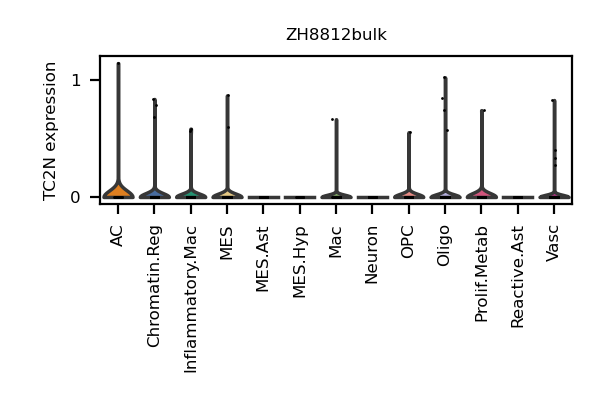 ZH8812bulk
TC2N expression
1
0
AC
Chromatin.Reg
Inflammatory.Mac
MES
MES.Ast
MES.Hyp
Mac
Neuron
OPC
Oligo
Prolif.Metab
Reactive.Ast
Vasc